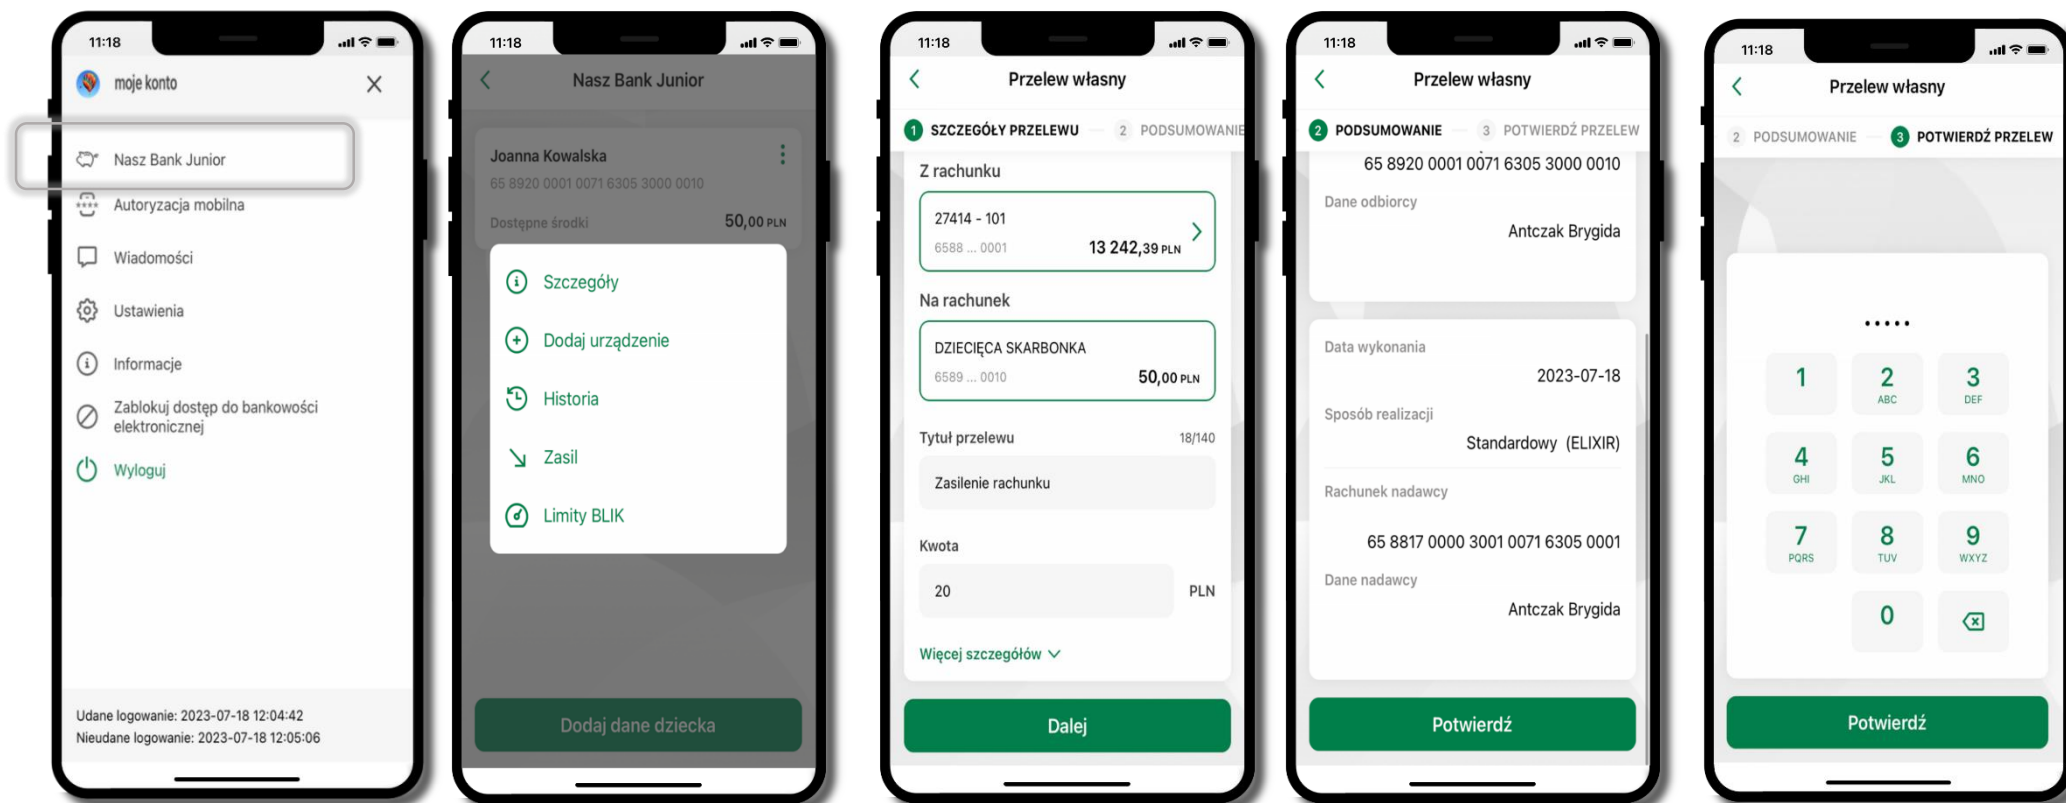 11:18
moje konto
Nasz Bank Junior
Autoryzacja mobilna
Wiadomości
Ustawienia
Informacje
Zablokuj dostęp do bankowości
elektronicznej
Wyloguj
Udane logowanie: 2023-07-18 12:04:42
Nieudane logowanie: 2023-07-18 12:05:06
11:18
Nasz Bank Junior
Joanna Kowalska
65 8920 0001 0071 6305 3000 0010
Dostępne środki 50,00 PLN
Szczegóły
Dodaj urządzenie
Historia
Zasil
Limity BLIK
Dodaj dane dziecka
11:18
Przelew własny
1 SZCZEGÓŁY PRZELEWU 2 PODSUMOWANIE
Z rachunku
27414 - 101
6588 ... 0001 13 242,39 PLN
Na rachunek
DZIECIĘCA SKARBONKA
6589 ... 0010 50,00 PLN
Tytuł przelewu 18/140
Zasilenie rachunku
Kwota
20 PLN
Więcej szczegółów
Dalej
11:18
Przelew własny
2 PODSUMOWANIE 3 POTWIERDŹ PRZELEW
65 8920 0001 0071 6305 3000 0010
Dane odbiorcy
Antczak Brygida
Data wykonania
2023-07-18
Sposób realizacji
Standardowy (ELIXIR)
Rachunek nadawcy
65 8817 0000 3001 0071 6305 0001
Dane nadawcy
Antczak Brygida
Potwierdź
11:18
Przelew własny
2 PODSUMOWANIE 3 POTWIERDŹ PRZELEW
•••••
1 2 3
ABC DEF
4 5 6
GHI JKL MNO
7 8 9
PQRS TUV WXYZ
0
Potwierdź